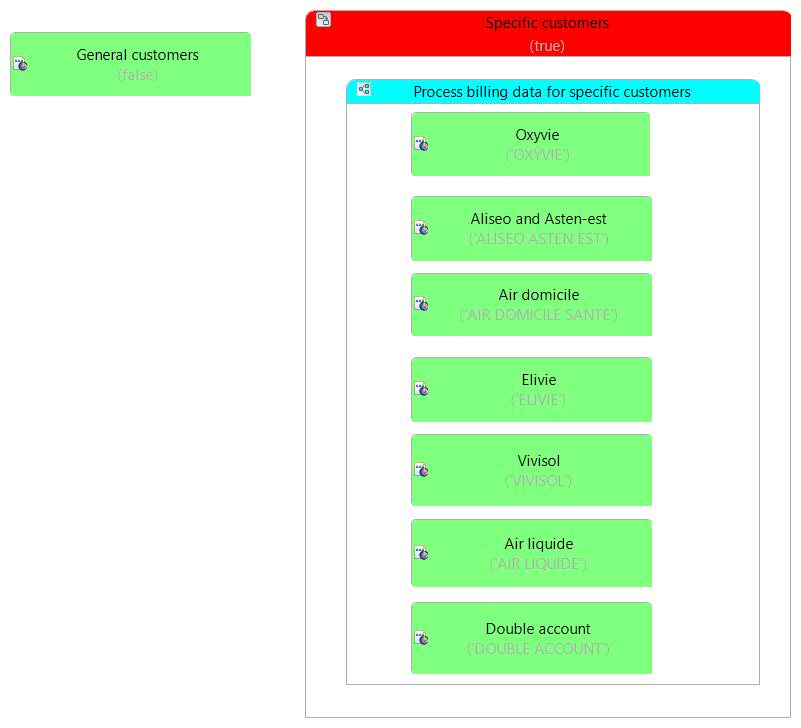 General customers
(false)
Specific customers
(true)
Process billing data for specific customers
Oxyvie
('OXYVIE')
Aliseo and Asten-est
('ALISEO ASTEN EST')
Air domicile
('AIR DOMICILE SANTE')
Elivie
('ELIVIE')
Vivisol
('VIVISOL')
Air liquide
('AIR LIQUIDE')
Double account
('DOUBLE ACCOUNT')